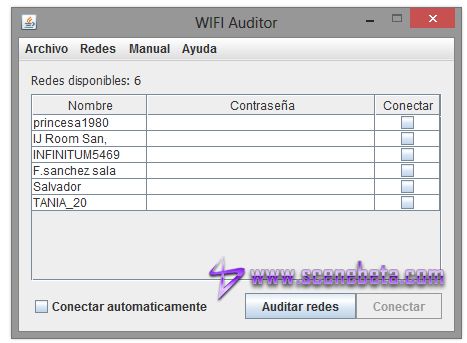 WIFI Auditor
Archivo Redes Manual Ayuda
Redes disponibles: 6
Nombre Contraseña Conectar
princesa1980
IJ Room San,
INFINITUM5469
F.sanchez sala
Salvador
TANIA_20
www.scenebeta.com
Conectar automaticamente Auditar redes Conectar